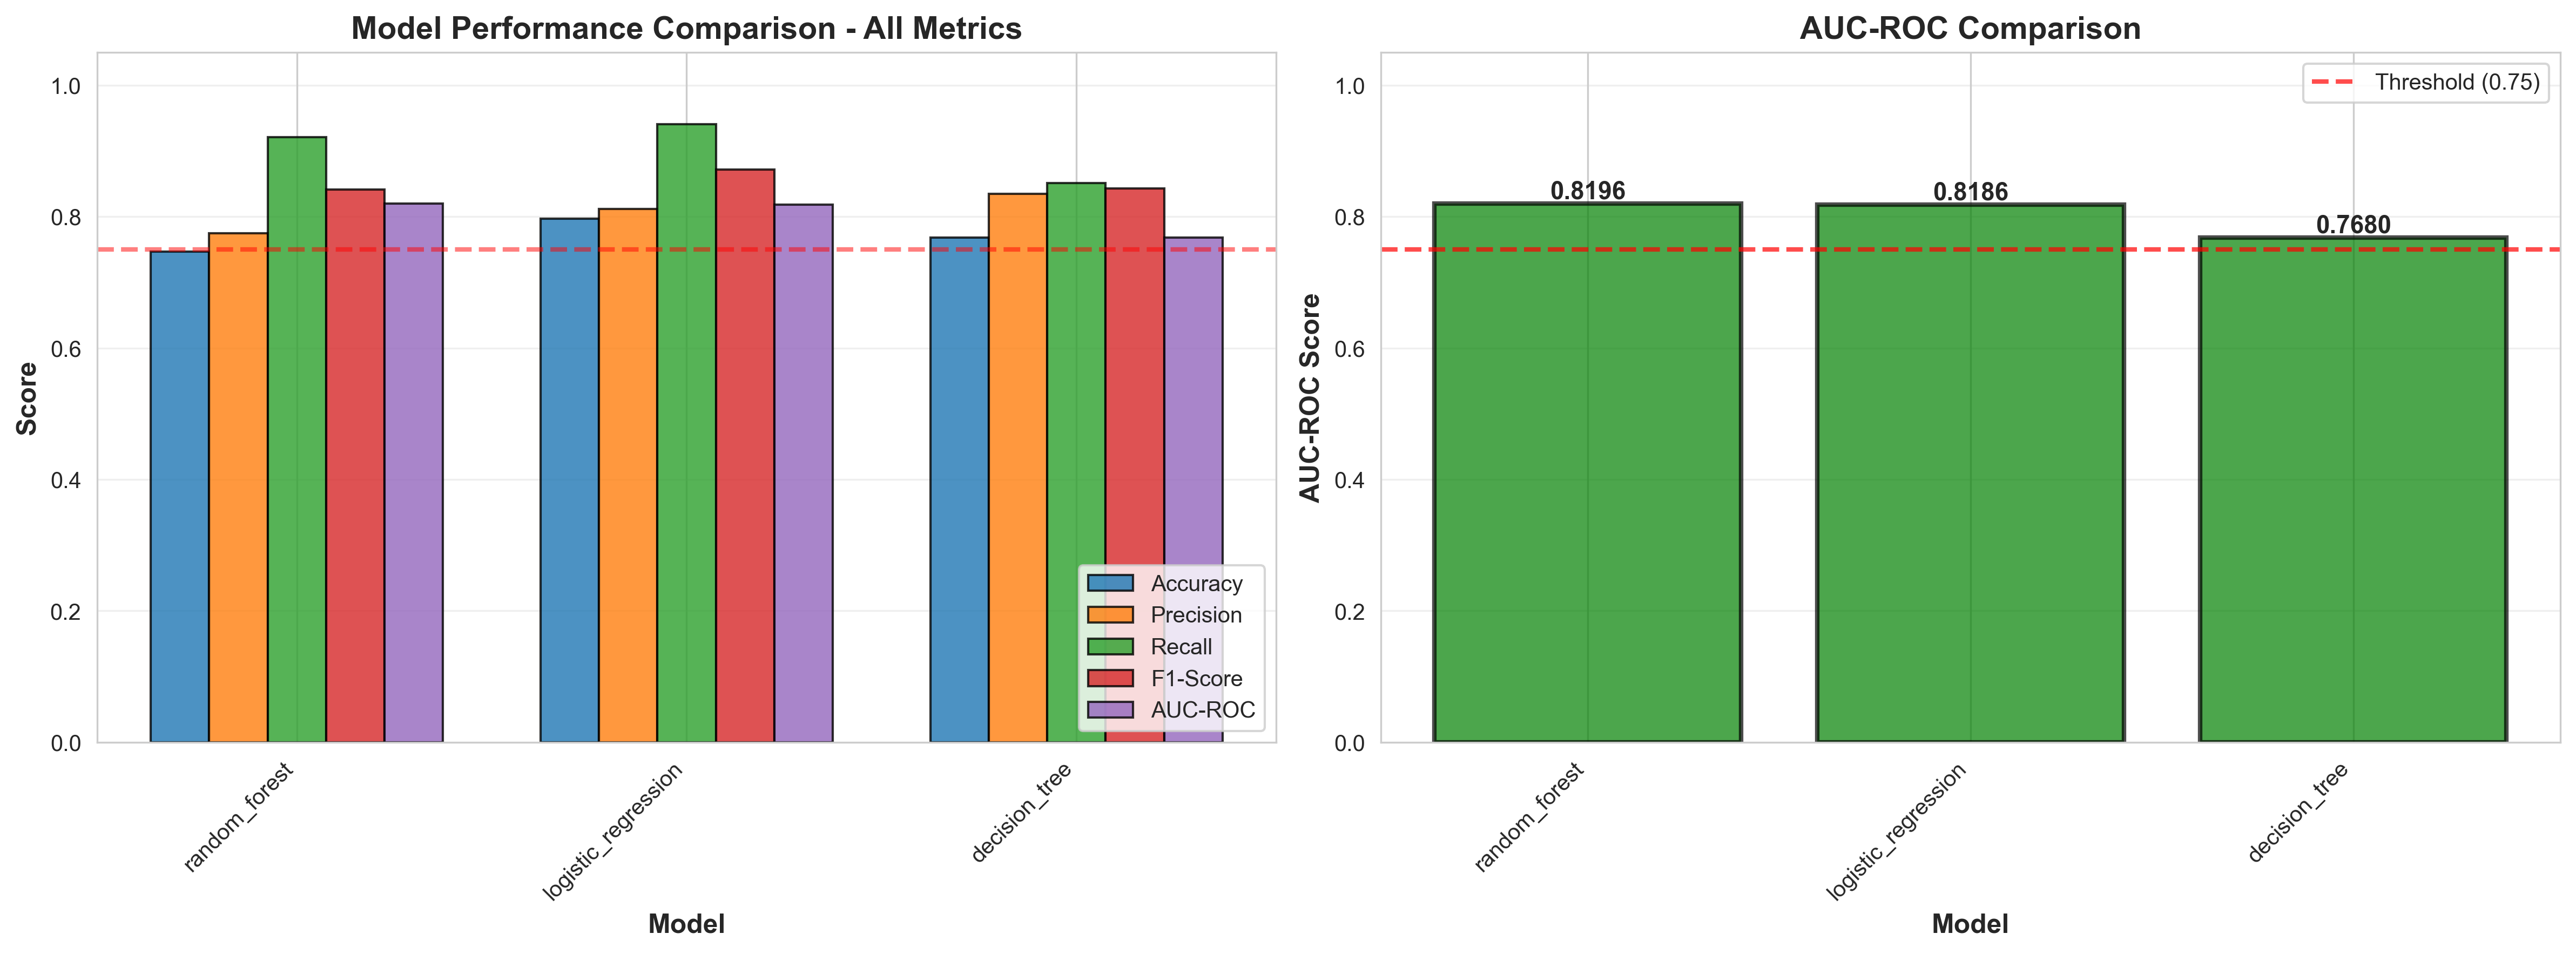 Model Performance Comparison - All Metrics
Score
1.0
0.8
0.6
0.4
0.2
0.0
Accuracy
Precision
Recall
F1-Score
AUC-ROC
random_forest
logistic_regression
decision_tree
Model
AUC-ROC Comparison
AUC-ROC Score
1.0
0.8
0.6
0.4
0.2
0.0
Threshold (0.75)
0.8196
0.8186
0.7680
random_forest
logistic_regression
decision_tree
Model